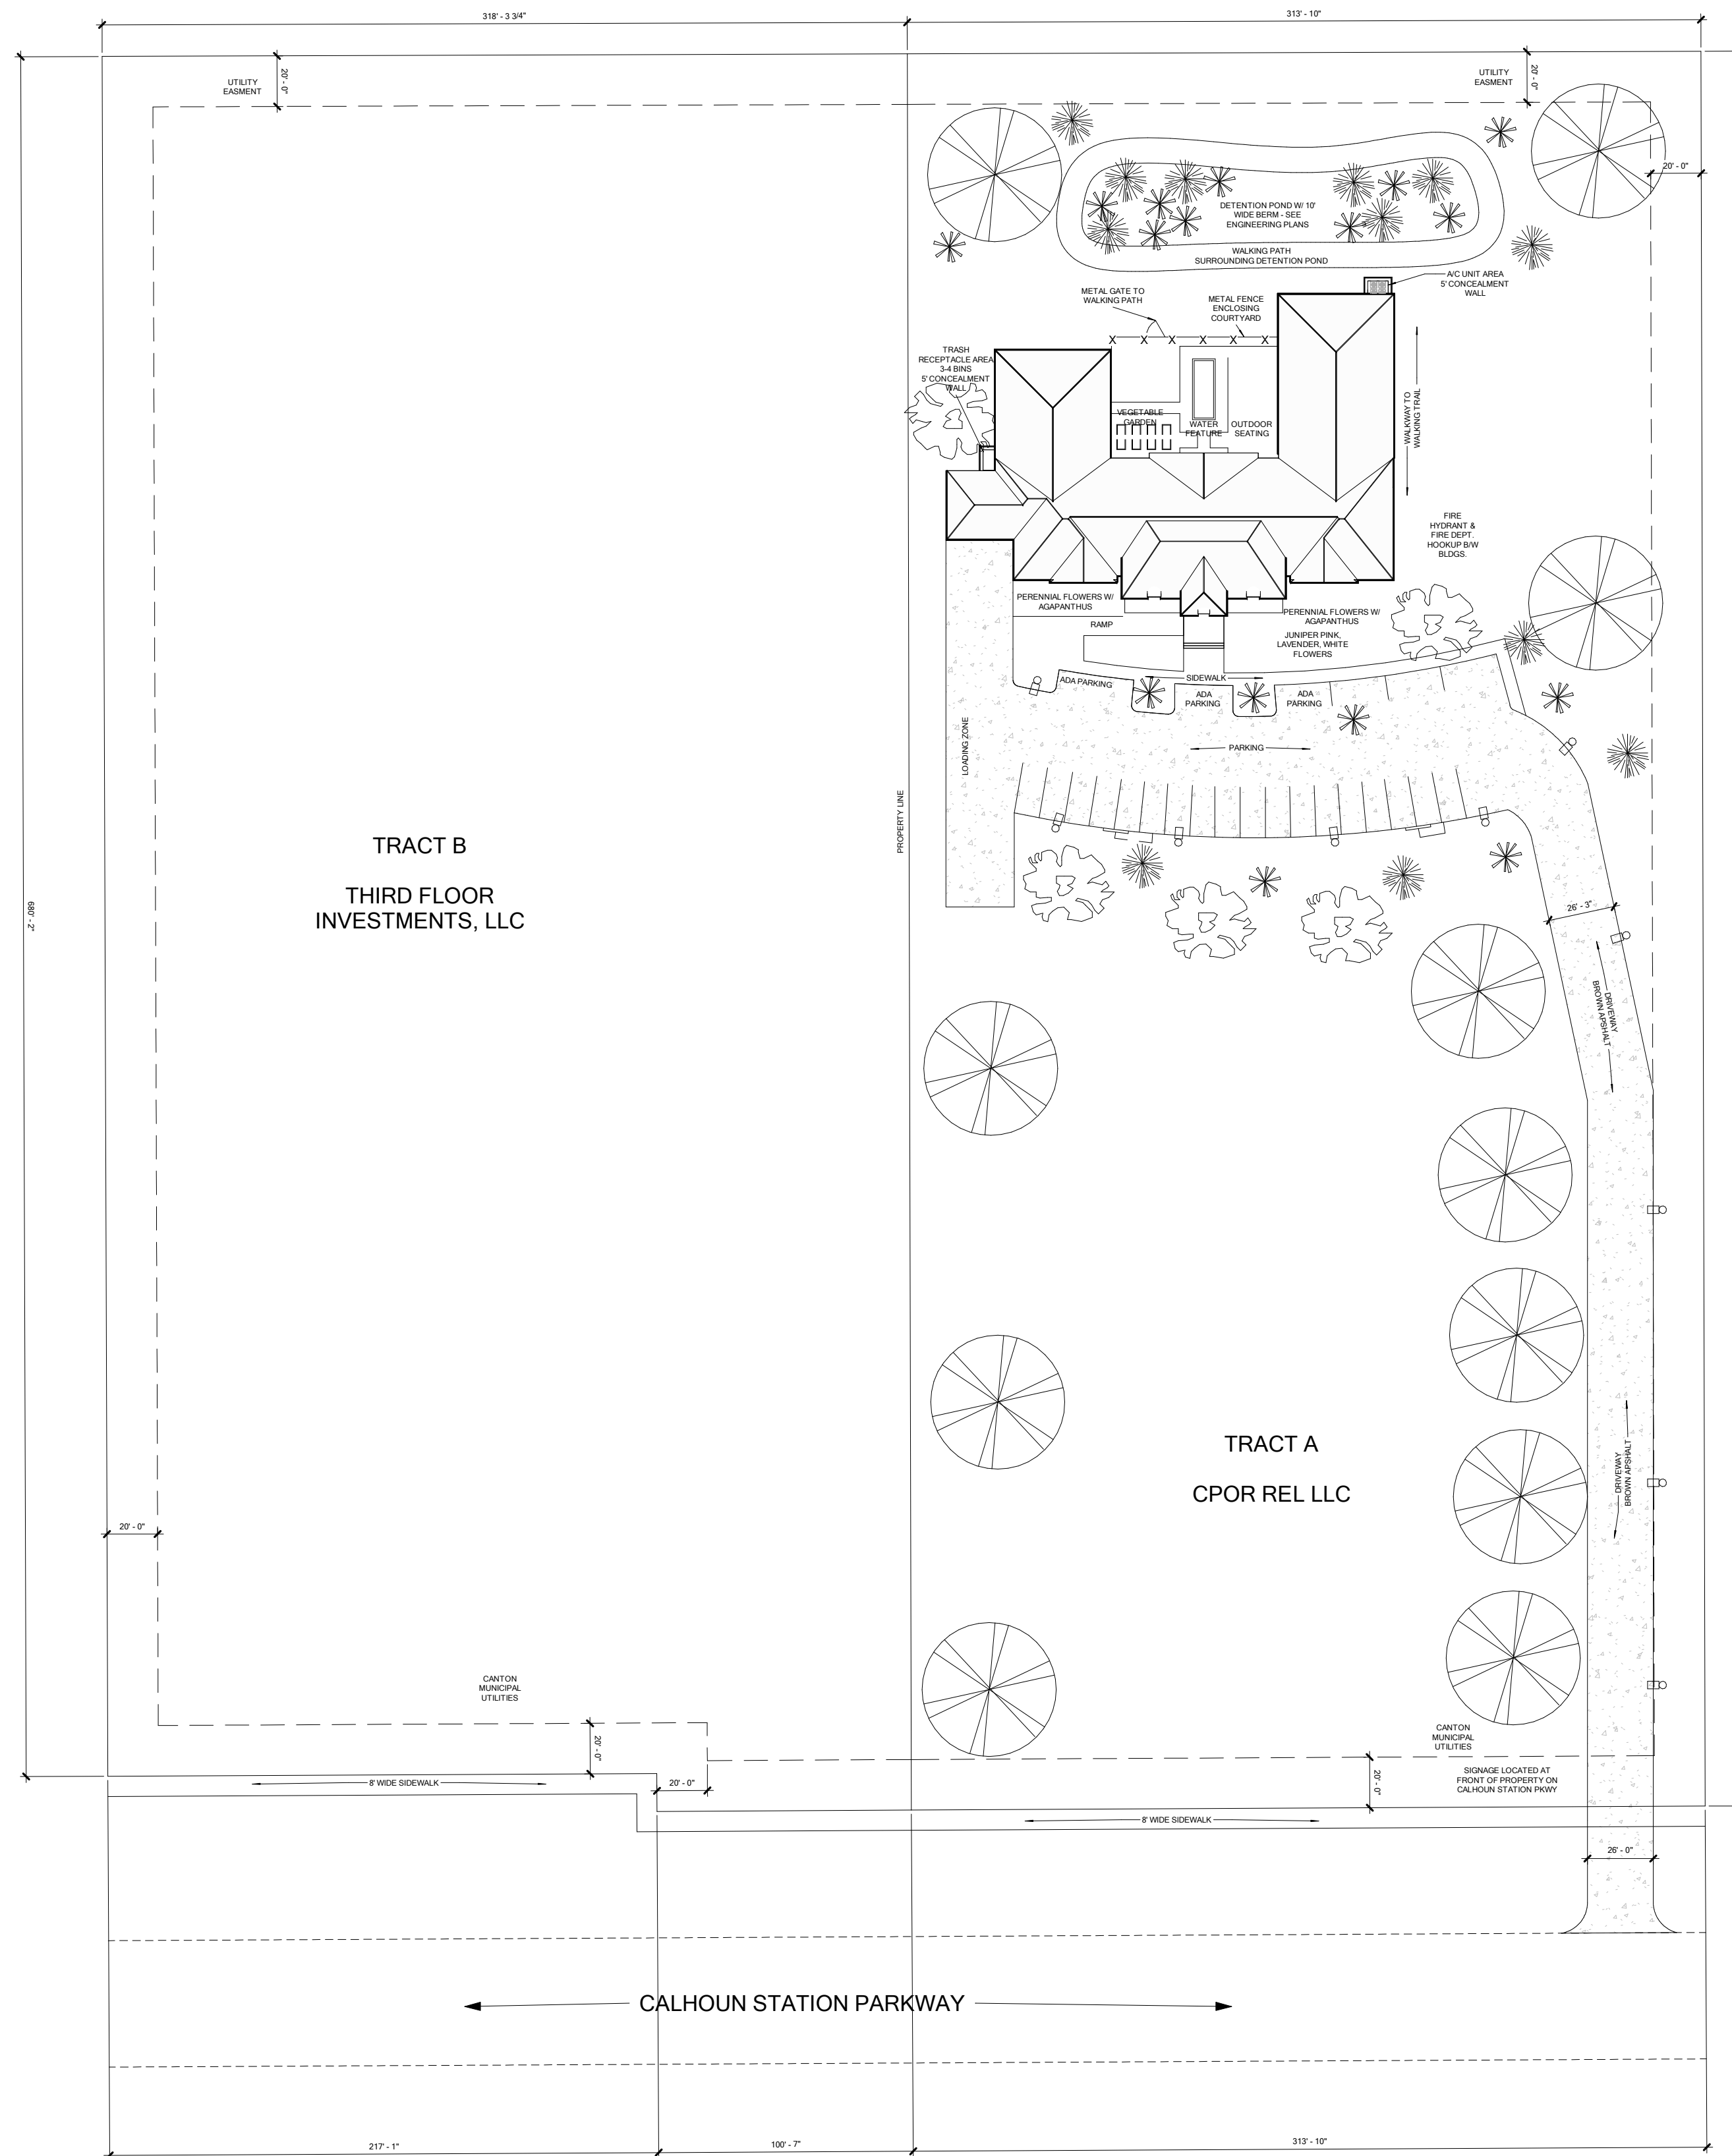 318' - 3 3/4"
313' - 10"
20' - 0"
UTILITY
EASMENT
UTILITY
EASMENT
20' - 0"
20' - 0"
DETENTION POND W/ 10'
WIDE BERM - SEE
ENGINEERING PLANS
WALKING PATH
SURROUNDING DETENTION POND
A/C UNIT AREA
5' CONCEALMENT
WALL
METAL GATE TO
WALKING PATH
METAL FENCE
ENCLOSING
COURTYARD
X X X X X X
TRASH
RECEPTACLE AREA
3-4 BINS
5' CONCEALMENT
WALL
WALKWAY TO
WALKING TRAIL
VEGETABLE
GARDEN
WATER
FEATURE
OUTDOOR
SEATING
FIRE
HYDRANT &
FIRE DEPT.
HOOKUP B/W
BLDGS.
PERENNIAL FLOWERS W/
AGAPANTHUS
PERENNIAL FLOWERS W/
AGAPANTHUS
RAMP
JUNIPER PINK,
LAVENDER, WHITE
FLOWERS
SIDEWALK
ADA PARKING
ADA
PARKING
ADA
PARKING
LOADING ZONE
PARKING
PROPERTY LINE
TRACT B
THIRD FLOOR
INVESTMENTS, LLC
680' - 2"
26' - 3"
DRIVEWAY
BROWN APSHALT
TRACT A
CPOR REL LLC
DRIVEWAY
BROWN APSHALT
20' - 0"
CANTON
MUNICIPAL
UTILITIES
CANTON
MUNICIPAL
UTILITIES
20' - 0"
20' - 0"
20' - 0"
SIGNAGE LOCATED AT
FRONT OF PROPERTY ON
CALHOUN STATION PKWY
8' WIDE SIDEWALK
8' WIDE SIDEWALK
26' - 0"
CALHOUN STATION PARKWAY
217' - 1"
100' - 7"
313' - 10"